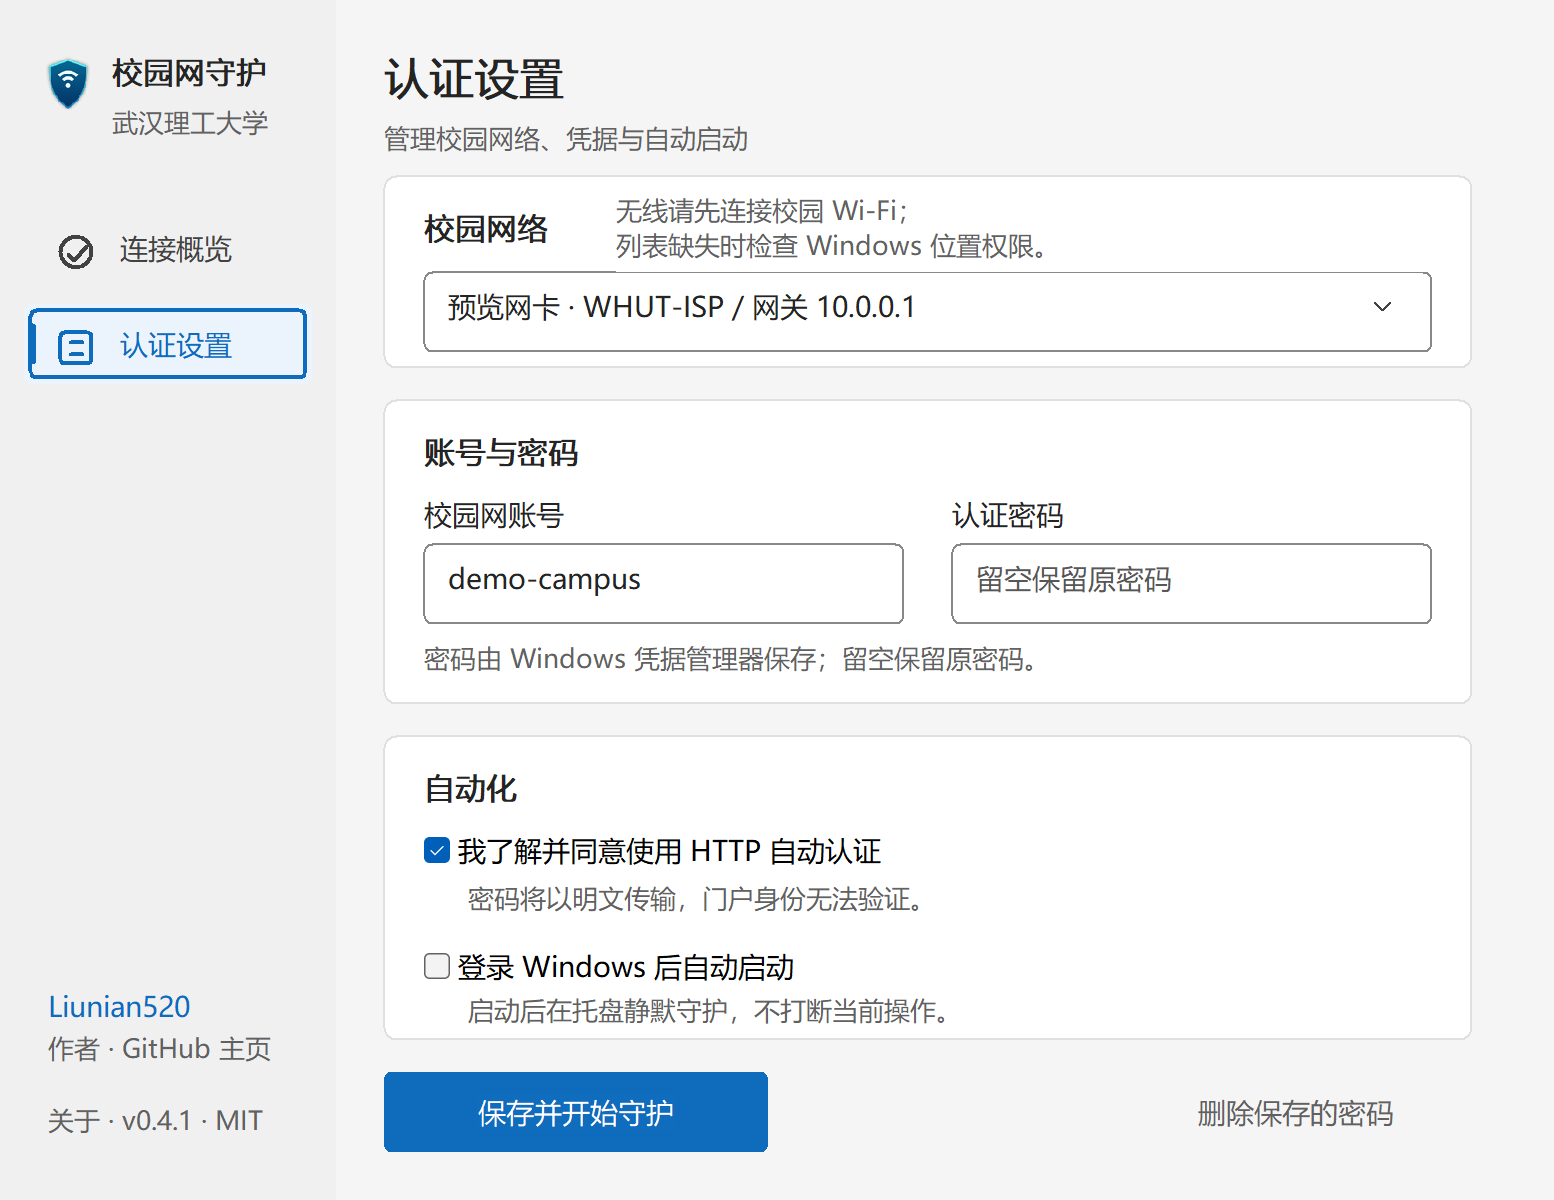 校园网守护
武汉理工大学
连接概览
认证设置
Liunian520
作者 · GitHub 主页
关于 · v0.4.1 · MIT
认证设置
管理校园网络、凭据与自动启动
校园网络
无线请先连接校园 Wi-Fi；
列表缺失时检查 Windows 位置权限。
预览网卡 · WHUT-ISP / 网关 10.0.0.1
账号与密码
校园网账号
认证密码
demo-campus
留空保留原密码
密码由 Windows 凭据管理器保存；留空保留原密码。
自动化
我了解并同意使用 HTTP 自动认证
密码将以明文传输，门户身份无法验证。
登录 Windows 后自动启动
启动后在托盘静默守护，不打断当前操作。
保存并开始守护
删除保存的密码